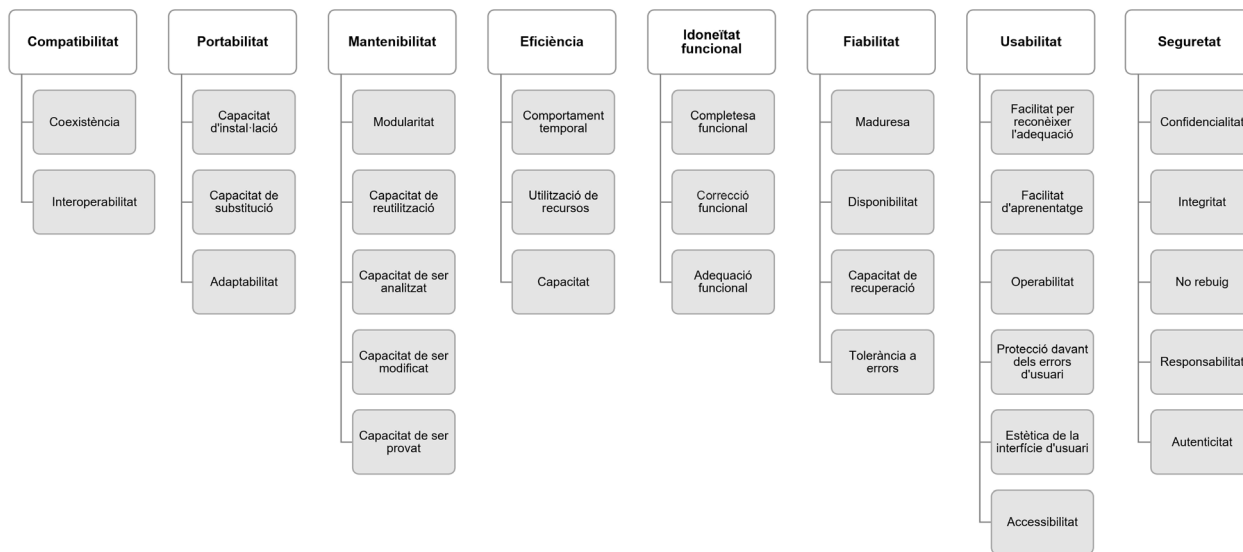 Compatibilitat
Coexistència
Interoperabilitat
Portabilitat
Capacitat
d'instal·lació
Capacitat de
substitució
Adaptabilitat
Mantenibilitat
Modularitat
Capacitat de
reutilització
Capacitat de ser
analitzat
Capacitat de ser
modificat
Capacitat de ser
provat
Eficiència
Comportament
temporal
Utilització de
recursos
Capacitat
Idoneïtat
funcional
Completesa
funcional
Correcció
funcional
Adequació
funcional
Fiabilitat
Maduresa
Disponibilitat
Capacitat de
recuperació
Tolerància a
errors
Usabilitat
Facilitat per
reconèixer
l'adequació
Facilitat
d'aprenentatge
Operabilitat
Protecció davant
dels errors
d'usuari
Estètica de la
interfície d'usuari
Accessibilitat
Seguretat
Confidencialitat
Integritat
No rebuig
Responsabilitat
Autenticitat